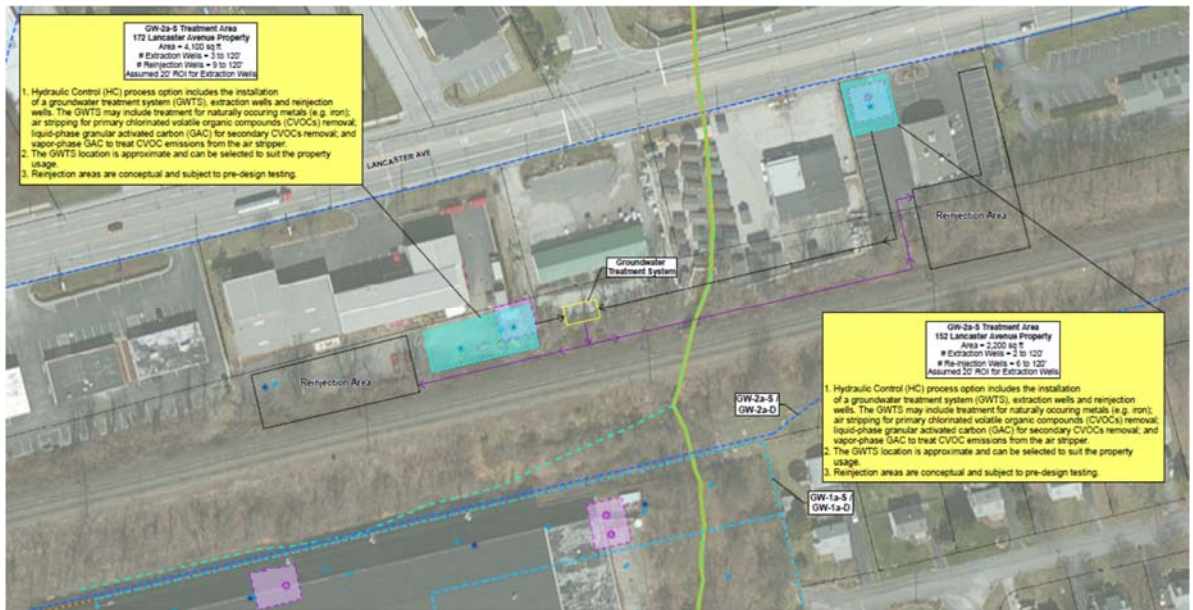 GW-2a-S Treatment Area
172 Lancaster Avenue Property
Area = 4,100 sq ft
# Extraction Wells = 3 to 120'
# Reinjection Wells = 9 to 120'
Assumed 20' ROI for Extraction Wells
1. Hydraulic Control (HC) process option includes the installation
of a groundwater treatment system (GWTS), extraction wells and reinjection
wells. The GWTS may include treatment for naturally occuring metals (e.g. iron);
air stripping for primary chlorinated volatile organic compounds (CVOCs) removal;
liquid-phase granular activated carbon (GAC) for secondary CVOCs removal; and
vapor-phase GAC to treat CVOC emissions from the air stripper.
2. The GWTS location is approximate and can be selected to suit the property
usage.
3. Reinjection areas are conceptual and subject to pre-design testing.
LANCASTER AVE
Reinjection Area
Groundwater
Treatment System
Reinjection Area
GW-2a-S Treatment Area
152 Lancaster Avenue Property
Area = 2,200 sq ft
# Extraction Wells = 2 to 120'
# Re-Injection Wells = 6 to 120'
Assumed 20' ROI for Extraction Wells
1. Hydraulic Control (HC) process option includes the installation
of a groundwater treatment system (GWTS), extraction wells and reinjection
wells. The GWTS may include treatment for naturally occuring metals (e.g. iron);
air stripping for primary chlorinated volatile organic compounds (CVOCs) removal;
liquid-phase granular activated carbon (GAC) for secondary CVOCs removal; and
vapor-phase GAC to treat CVOC emissions from the air stripper.
2. The GWTS location is approximate and can be selected to suit the property
usage.
3. Reinjection areas are conceptual and subject to pre-design testing.
GW-2a-S /
GW-2a-D
GW-1a-S /
GW-1a-D